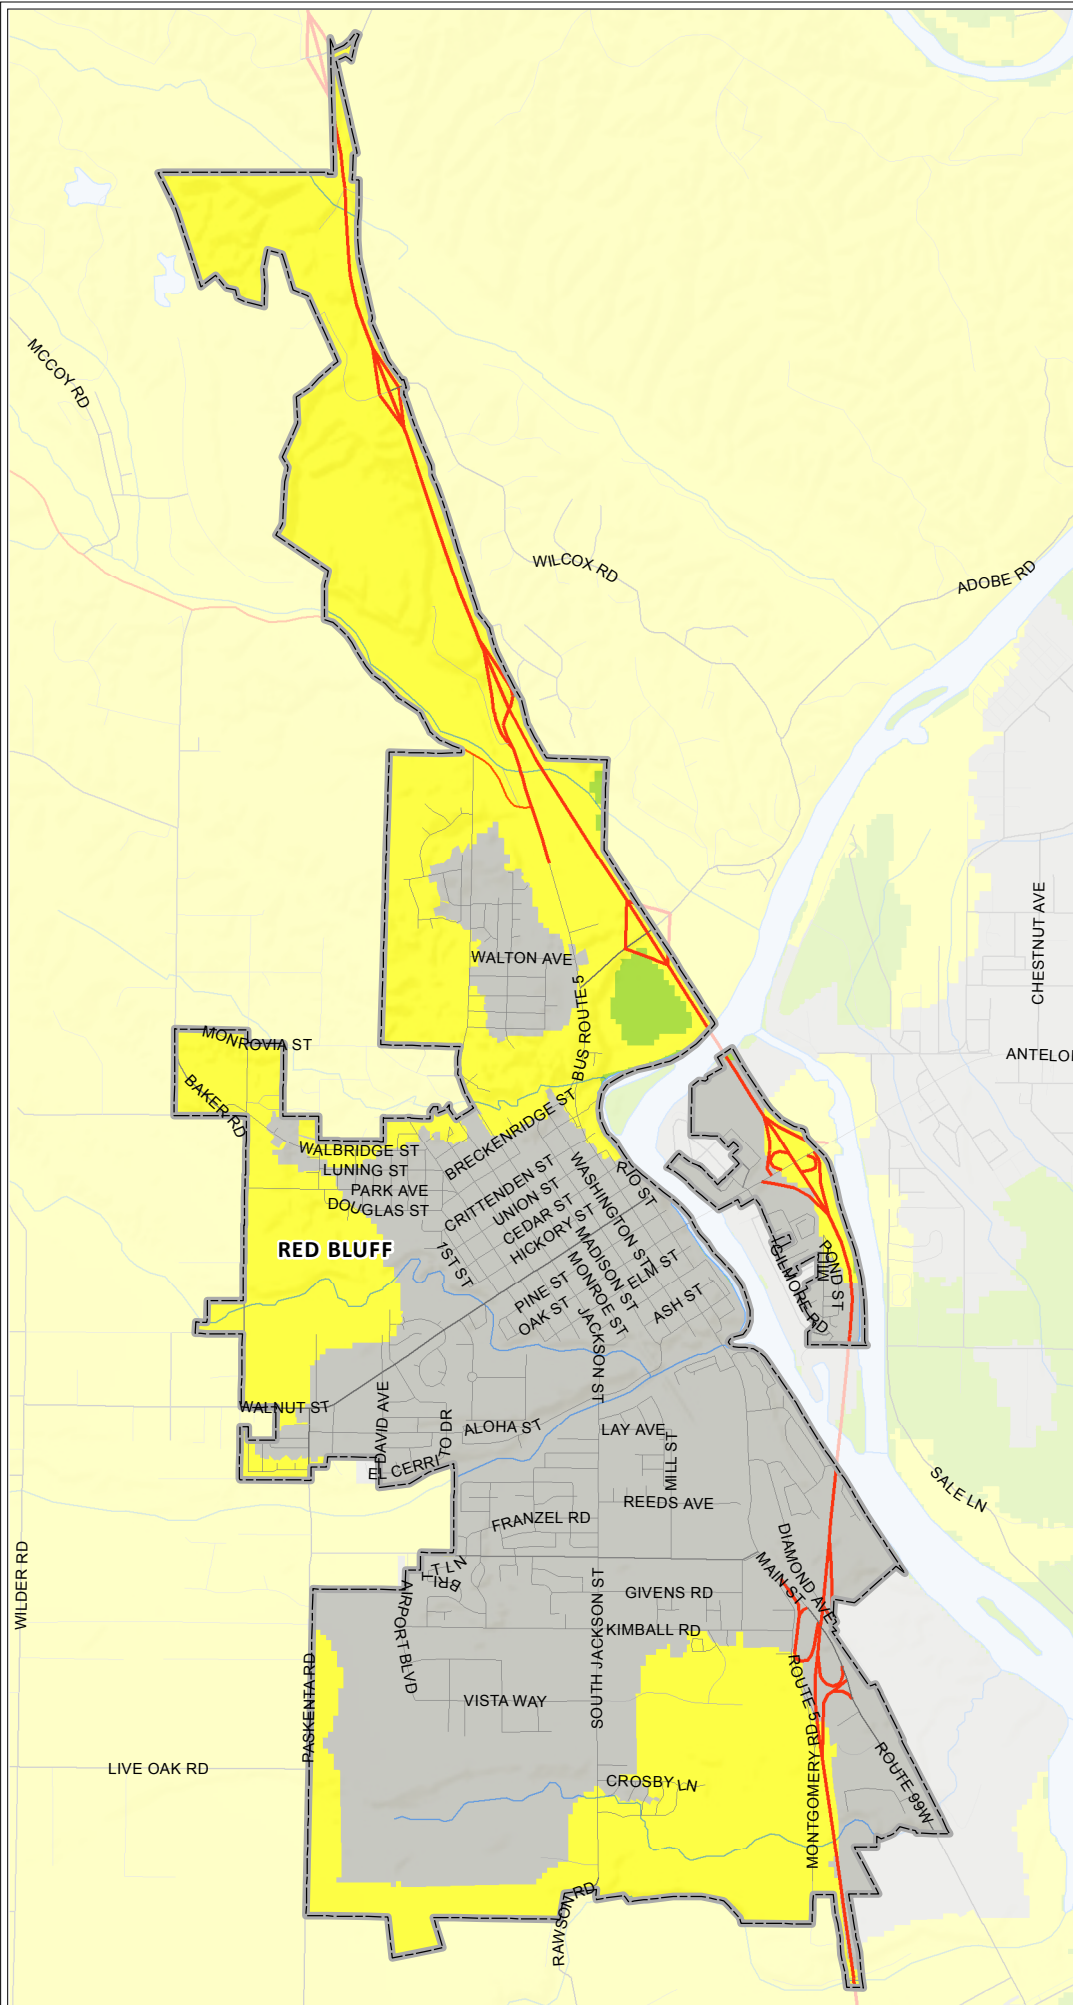 MCCOY RD
WILCOX RD
ADOBE RD
CHESTNUT AVE
WALTON AVE
BUS ROUTE 5
MONROVIA ST
BAKER RD
WALBRIDGE ST
LUNING ST
PARK AVE
DOUGLAS ST
BRECKENRIDGE ST
CRITTENDEN ST
UNION ST
CEDAR ST
HICKORY ST
WASHINGTON ST
RIO ST
MADISON ST
MONROE ST
ELM ST
ASH ST
PINE ST
OAK ST
1ST ST
RED BLUFF
GILMORE RD
POND ST
JACKSON ST
WALNUT ST
DAVID AVE
EL CERRITO DR
ALOHA ST
LAY AVE
MILL ST
REEDS AVE
FRANZEL RD
SALE LN
WILDER RD
AIRPORT BLVD
DIAMOND AVE
MAIN ST
GIVENS RD
KIMBALL RD
SOUTH JACKSON ST
VISTA WAY
PASKENTA RD
LIVE OAK RD
CROSBY LN
ROUTE 5
MONTGOMERY RD
ROUTE 99W
RAWSON RD